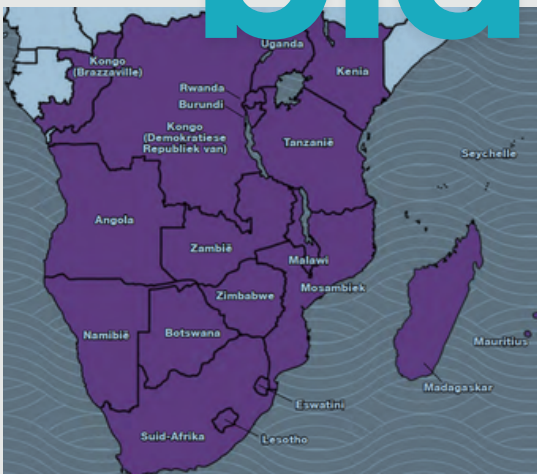 Uganda
Kongo
(Brazzaville)
Kenia
Rwanda
Burundi
Kongo
(Demokratiese
Republiek van)
Tanzanië
Seychelle
Angola
Zambië
Malawi
Mosambiek
Zimbabwe
Namibië
Botswana
Mauritius
Madagaskar
Eswatini
Suid-Afrika
Lesotho